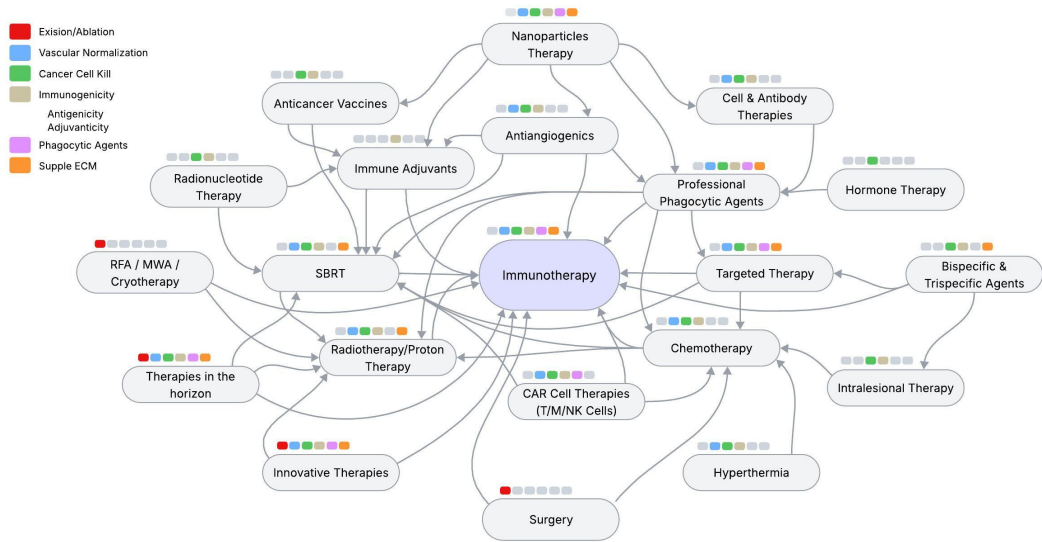 Exision/Ablation
Vascular Normalization
Cancer Cell Kill
Immunogenicity
Antigenicity
Adjuvanticity
Phagocytic Agents
Supple ECM
Nanoparticles
Therapy
Anticancer Vaccines
Cell & Antibody
Therapies
Antiangiogenics
Immune Adjuvants
Radionucleotide
Therapy
Professional
Phagocytic Agents
Hormone Therapy
RFA / MWA /
Cryotherapy
SBRT
Immunotherapy
Targeted Therapy
Bispecific &
Trispecific Agents
Radiotherapy/Proton
Therapy
Chemotherapy
Therapies in the
horizon
CAR Cell Therapies
(T/M/NK Cells)
Intralesional Therapy
Innovative Therapies
Hyperthermia
Surgery